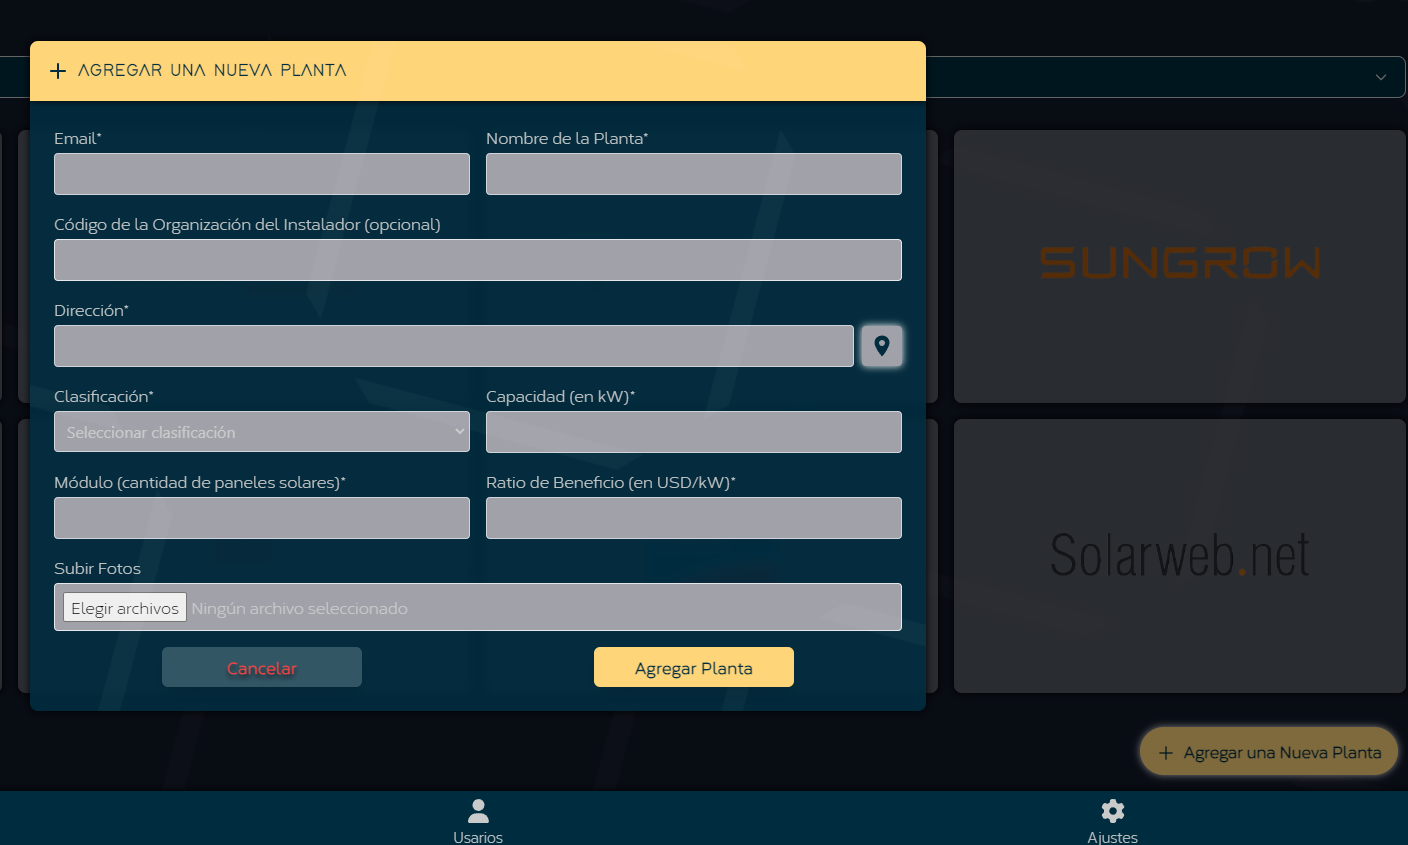 AGREGAR UNA NUEVA PLANTA
Email*
Nombre de la Planta*
Código de la Organización del Instalador (opcional)
Dirección*
Clasificación*
Capacidad (en kW)*
Seleccionar clasificación
Módulo (cantidad de paneles solares)*
Ratio de Beneficio (en USD/kW)*
Subir Fotos
Elegir archivos Ningún archivo seleccionado
Cancelar
Agregar Planta
SUNGROW
Solarweb.net
+ Agregar una Nueva Planta
Usarios
Ajustes